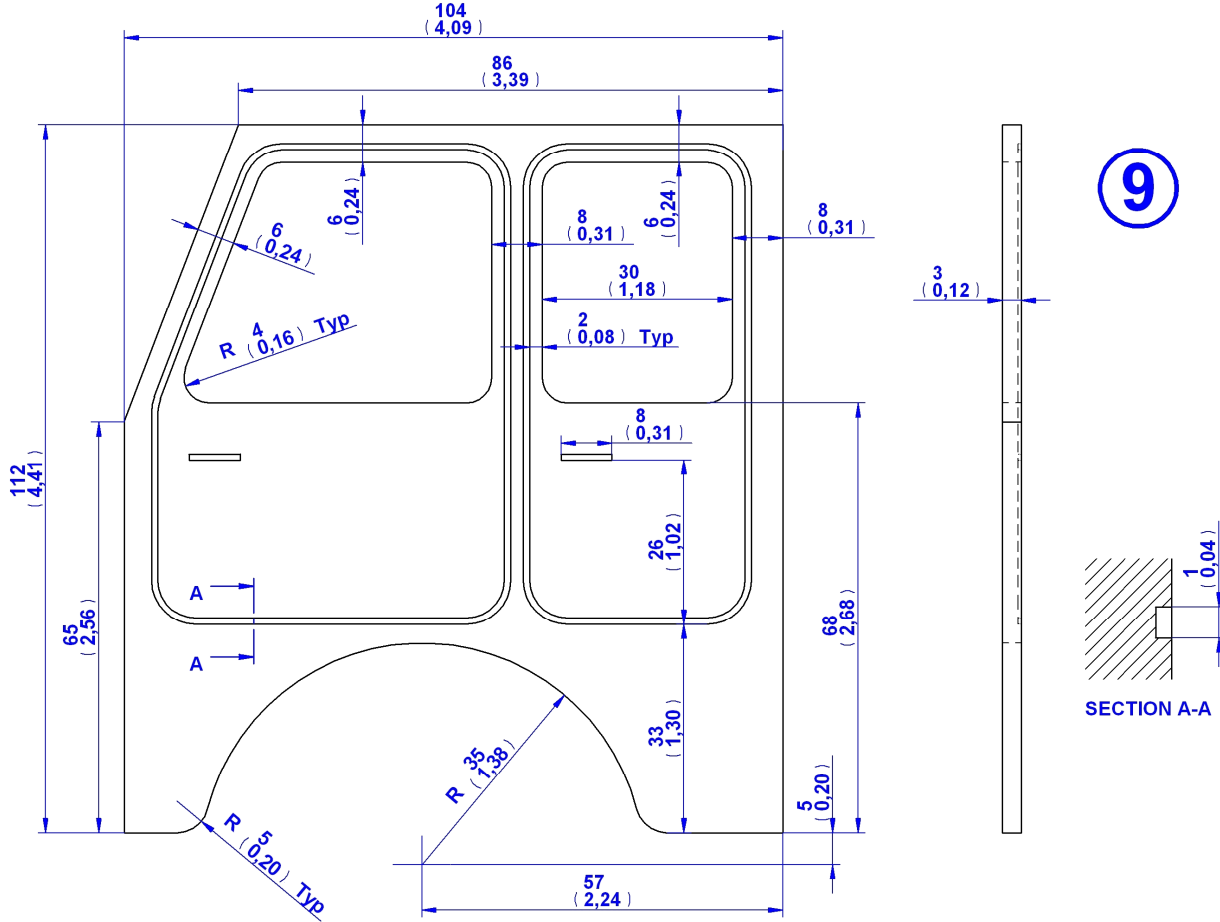 104
( 4,09 )
86
( 3,39 )
9
6
( 0,24 )
6
( 0,24 )
8
( 0,31 )
8
( 0,31 )
6
( 0,24 )
30
( 1,18 )
3
( 0,12 )
R 4 ( 0,16 ) Typ
2
( 0,08 ) Typ
8
( 0,31 )
112
( 4,41 )
26
( 1,02 )
1
( 0,04 )
A
A
65
( 2,56 )
68
( 2,68 )
SECTION A-A
33
( 1,30 )
R 35 ( 1,38 )
5
( 0,20 )
R 5 ( 0,20 ) Typ
57
( 2,24 )